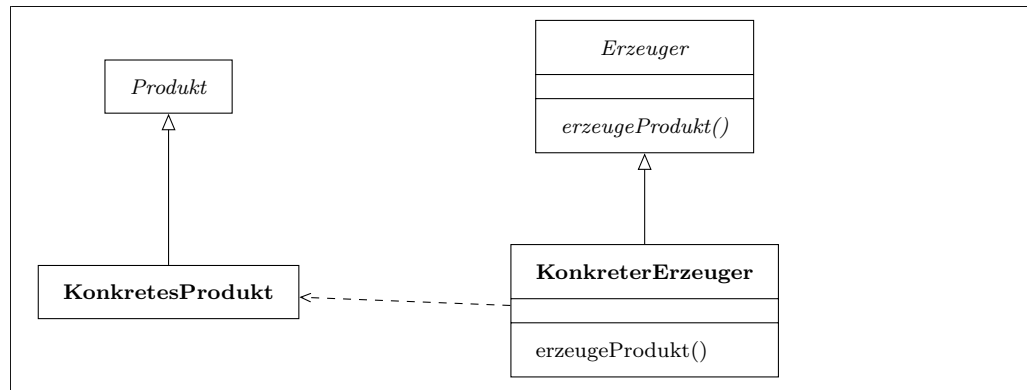 Erzeuger
Produkt
erzeugeProdukt()
KonkretesProdukt
KonkreterErzeuger
erzeugeProdukt()